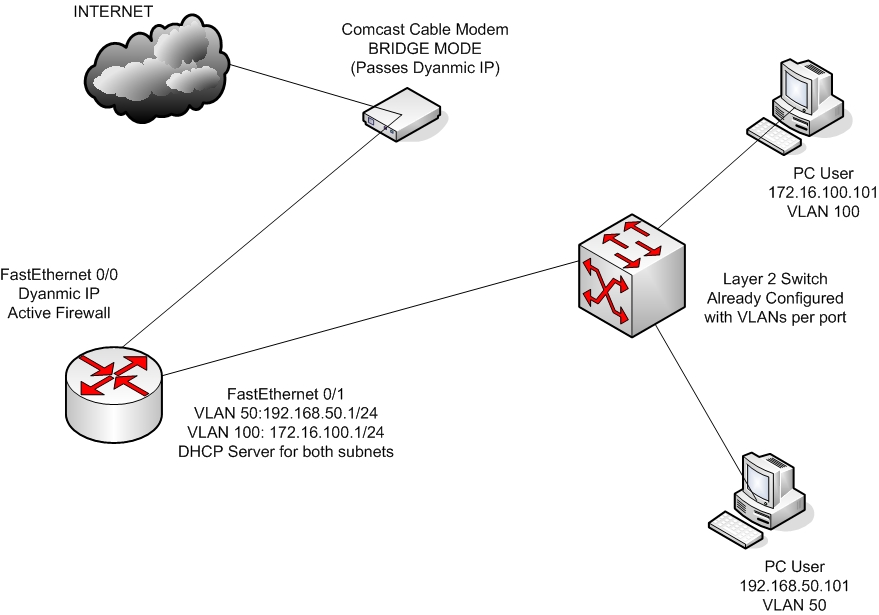 INTERNET
Comcast Cable Modem
BRIDGE MODE
(Passes Dyanmic IP)
PC User
172.16.100.101
VLAN 100
FastEthernet 0/0
Dyanmic IP
Active Firewall
Layer 2 Switch
Already Configured
with VLANs per port
FastEthernet 0/1
VLAN 50:192.168.50.1/24
VLAN 100: 172.16.100.1/24
DHCP Server for both subnets
PC User
192.168.50.101
VLAN 50